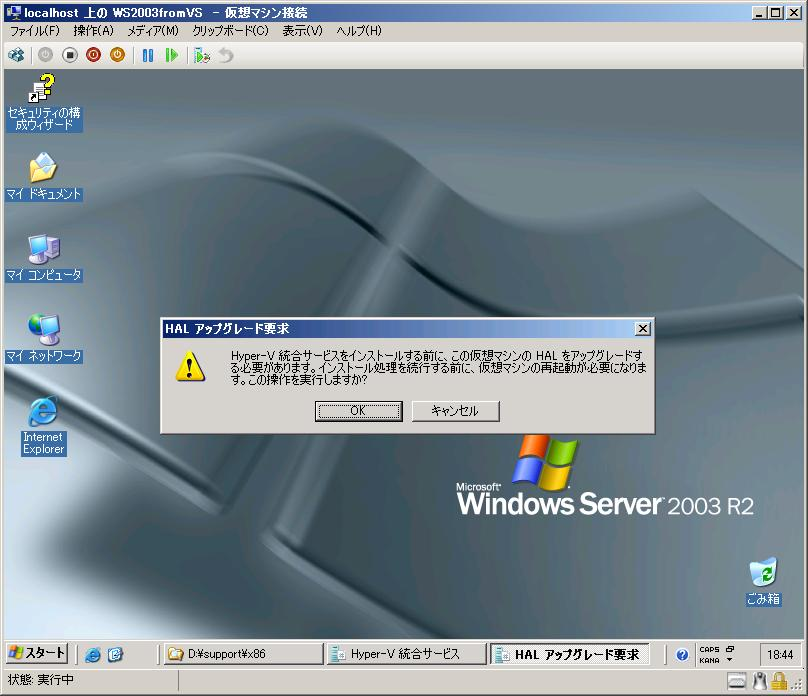 localhost 上の WS2003fromVS - 仮想マシン接続
ファイル(F) 操作(A) メディア(M) クリップボード(C) 表示(V) ヘルプ(H)
セキュリティの構
成ウィザード
マイ ドキュメント
マイ コンピュータ
マイ ネットワーク
Internet
Explorer
HAL アップグレード要求
Hyper-V 統合サービスをインストールする前に、この仮想マシンの HAL をアップグレードす
る必要があります。インストール処理を続行する前に、仮想マシンの再起動が必要になりま
す。この操作を実行しますか?
OK キャンセル
Microsoft
Windows Server 2003 R2
ごみ箱
スタート D:¥support¥x86 Hyper-V 統合サービス HAL アップグレード要求 CAPS KANA 18:44
状態: 実行中